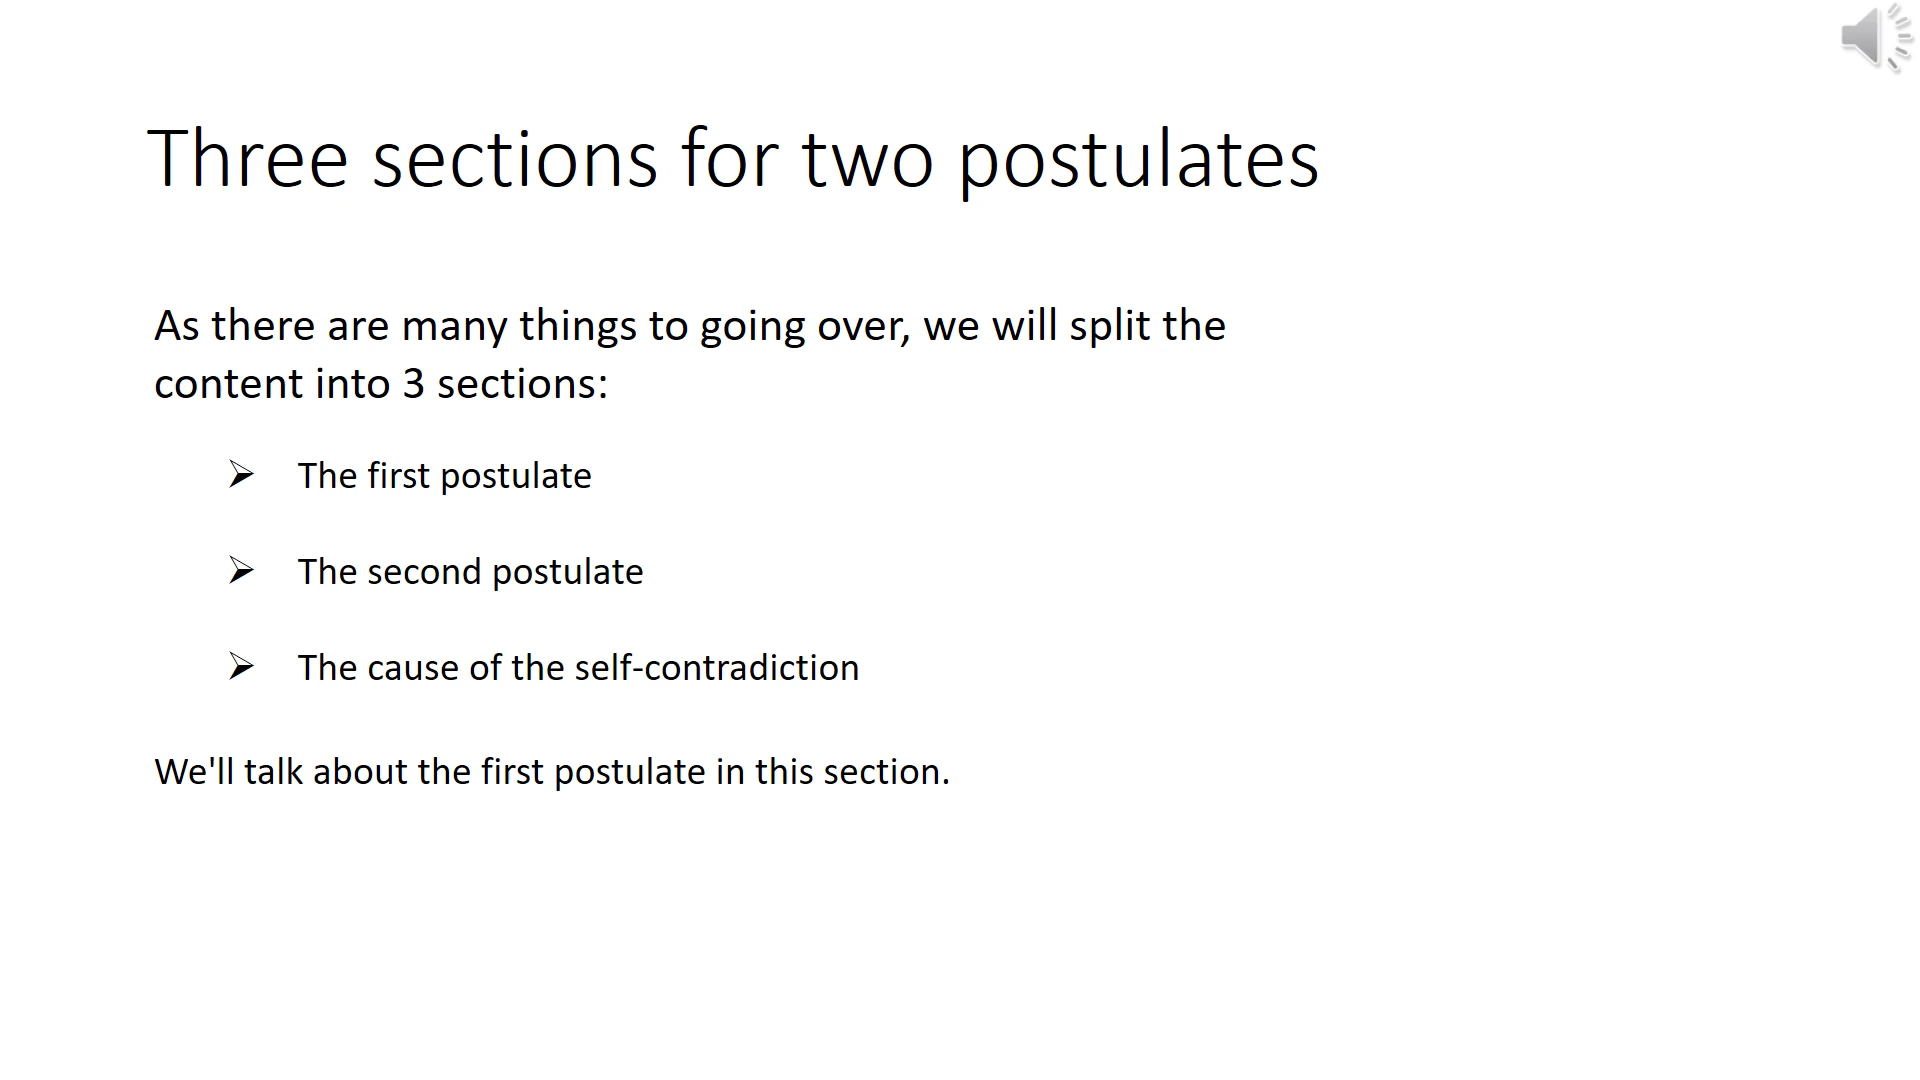 Three sections for two postulates
As there are many things to going over, we will split the
content into 3 sections:
The first postulate
The second postulate
The cause of the self-contradiction
We'll talk about the first postulate in this section.